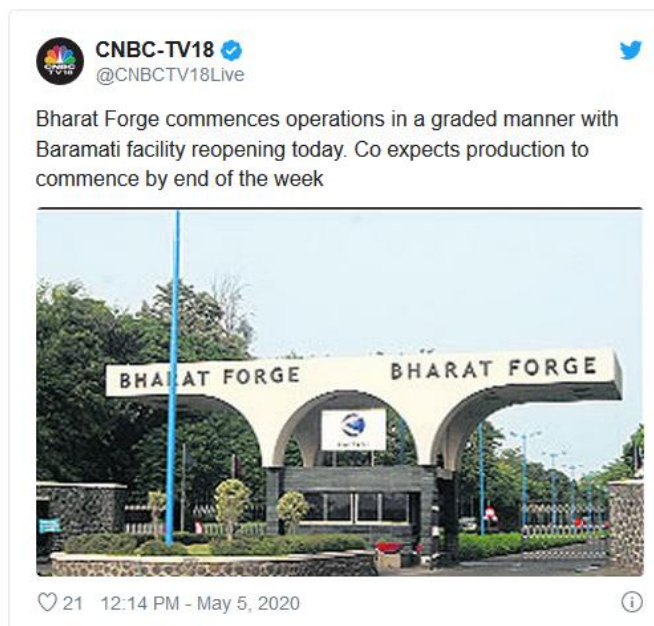 CNBC-TV18
@CNBCTV18Live
Bharat Forge commences operations in a graded manner with
Baramati facility reopening today. Co expects production to
commence by end of the week
BHARAT FORGE BHARAT FORGE
21 12:14 PM - May 5, 2020